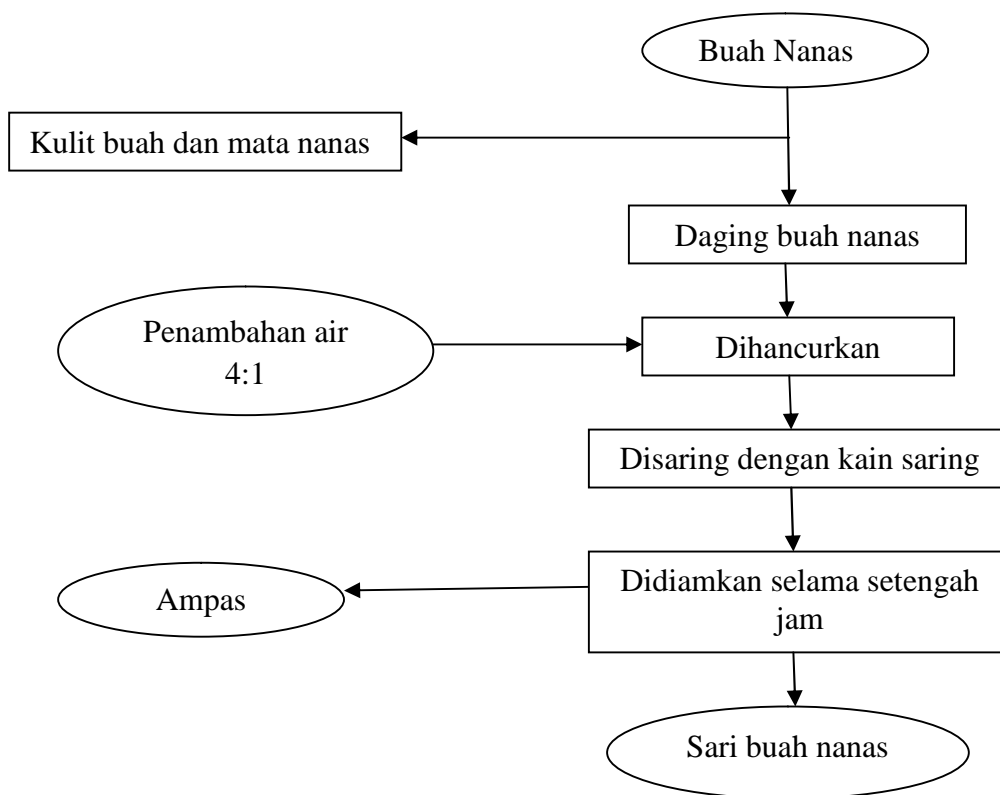 Buah Nanas
Kulit buah dan mata nanas
Daging buah nanas
Penambahan air
4:1
Dihancurkan
Disaring dengan kain saring
Didiamkan selama setengah
jam
Ampas
Sari buah nanas